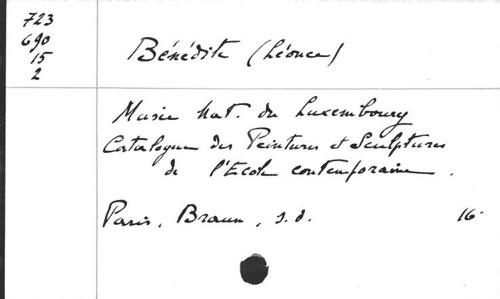 723
690
15
2
Bénédite (Léonce)
Musée Nat. du Luxembourg
Catalogue des Peintures et Sculptures
de l'Ecole contemporaine.
Paris, Braun, s.d. 16°